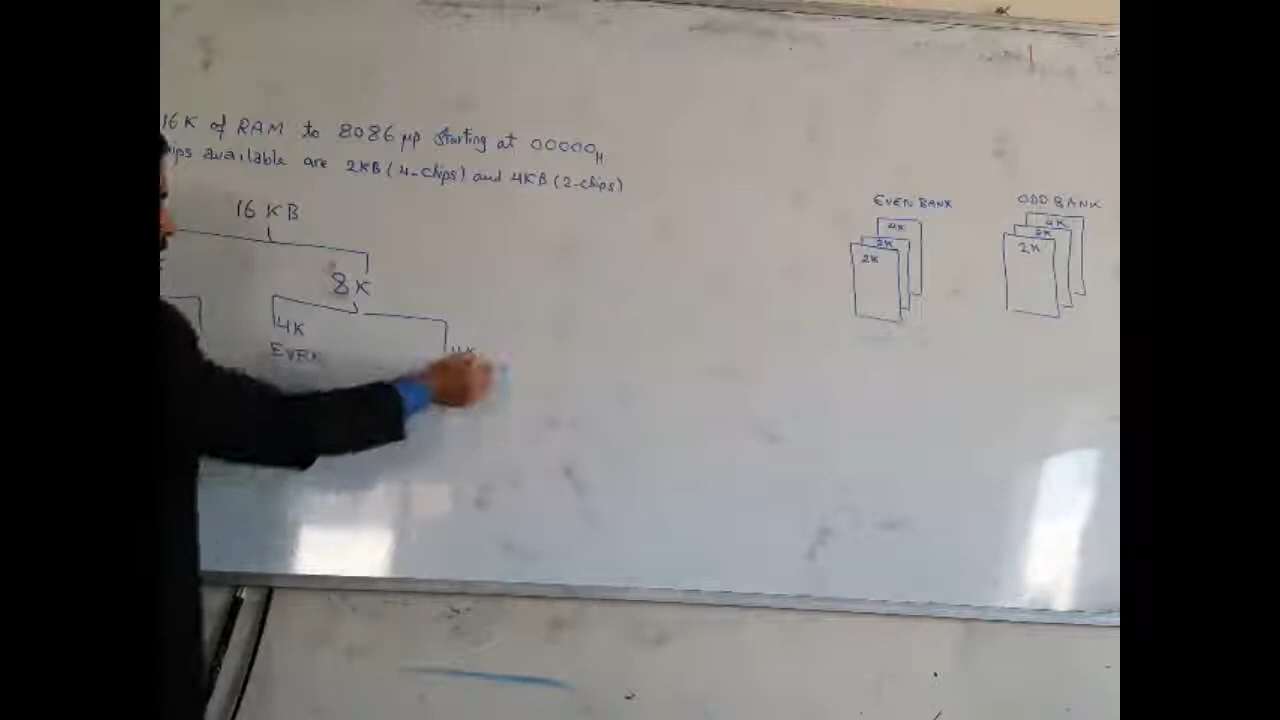 16K of RAM to 8086 μp starting at 00000H
available are 2KB (4-chips) and 4KB (2-chips)
16 KB
8K
4K
EVEN
4K
EVEN BANK
4K
2K
2K
ODD BANK
4K
2K
2K